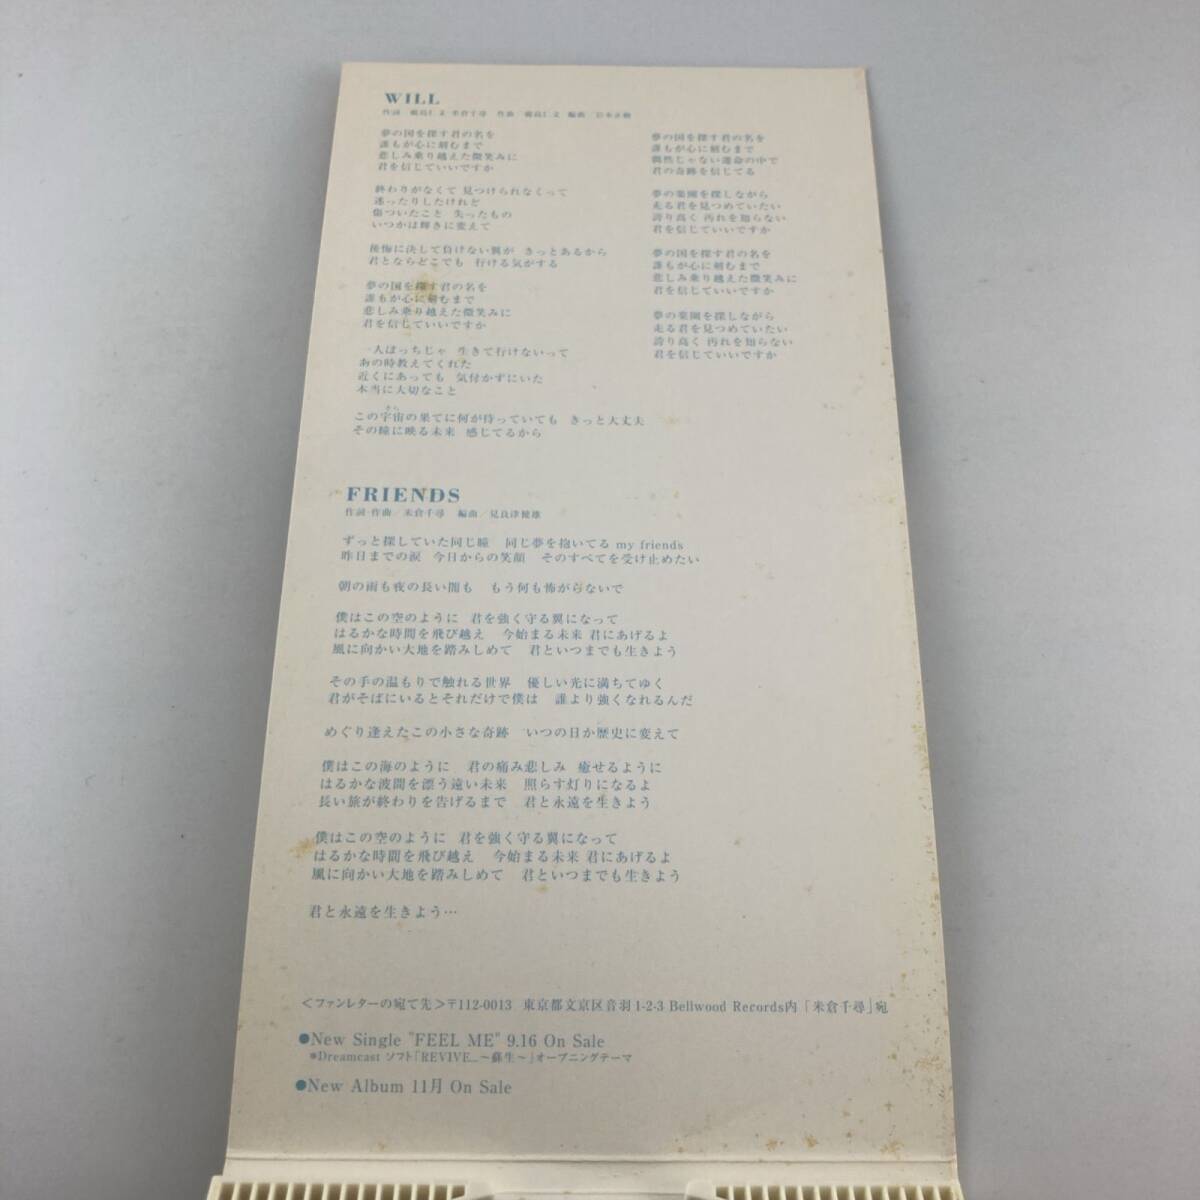 WILL
作詞 米倉千尋 作曲 編曲
夢の国を探す君の名を
誰もが心に刻むまで
悲しみ乗り越えた微笑みに
君を信じていいですか
終わりがなくて 見つけられなくって
迷ったりしたけれど
傷ついたこと 失ったもの
いつかは輝きに変えて
後悔に決して負けない翼が きっとあるから
君とならどこでも 行ける気がする
夢の国を探す君の名を
誰もが心に刻むまで
悲しみ乗り越えた微笑みに
君を信じていいですか
一人ぼっちじゃ 生きて行けないって
あの時教えてくれた
近くにあっても 気付かずにいた
本当に大切なこと
この宇宙の果てに何が待っていても きっと大丈夫
その瞳に映る未来 感じてるから
夢の国を探す君の名を
誰もが心に刻むまで
偶然じゃない運命の中で
君の奇跡を信じてる
夢の楽園を探しながら
走る君を見つめていたい
誇り高く 汚れを知らない
君を信じていいですか
夢の国を探す君の名を
誰もが心に刻むまで
悲しみ乗り越えた微笑みに
君を信じていいですか
夢の楽園を探しながら
走る君を見つめていたい
誇り高く 汚れを知らない
君を信じていいですか
FRIENDS
作詞・作曲／米倉千尋 編曲／見良津健雄
ずっと探していた同じ瞳 同じ夢を抱いてる my friends
昨日までの涙 今日からの笑顔 そのすべてを受け止めたい
朝の雨も夜の長い闇も もう何も怖がらないで
僕はこの空のように 君を強く守る翼になって
はるかな時間を飛び越え 今始まる未来 君にあげるよ
風に向かい大地を踏みしめて 君といつまでも生きよう
その手の温もりで触れる世界 優しい光に満ちてゆく
君がそばにいるとそれだけで僕は 誰より強くなれるんだ
めぐり逢えたこの小さな奇跡 いつの日か歴史に変えて
僕はこの海のように 君の痛み悲しみ 癒せるように
はるかな波間を漂う遠い未来 照らす灯りになるよ
長い旅が終わりを告げるまで 君と永遠を生きよう
僕はこの空のように 君を強く守る翼になって
はるかな時間を飛び越え 今始まる未来 君にあげるよ
風に向かい大地を踏みしめて 君といつまでも生きよう
君と永遠を生きよう…
＜ファンレターの宛て先＞〒112-0013 東京都文京区音羽1-2-3 Bellwood Records内「米倉千尋」宛
●New Single "FEEL ME" 9.16 On Sale
＊Dreamcast ソフト「REVIVE...～蘇生～」オープニングテーマ
●New Album 11月 On Sale